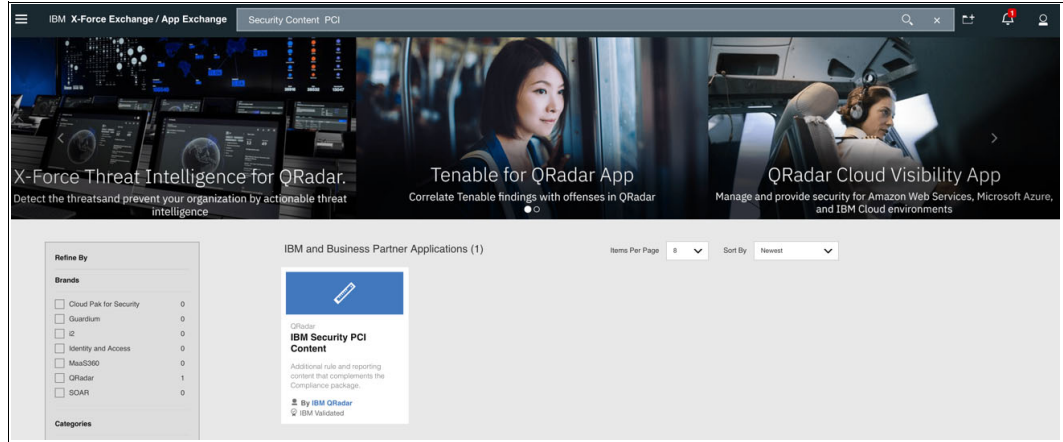 IBM X-Force Exchange / App Exchange
Security Content PCI
1
X-Force Threat Intelligence for QRadar.
Detect the threatsand prevent your organization by actionable threat
intelligence
Tenable for QRadar App
Correlate Tenable findings with offenses in QRadar
QRadar Cloud Visibility App
Manage and provide security for Amazon Web Services, Microsoft Azure,
and IBM Cloud environments
Refine By
Brands
Cloud Pak for Security 0
Guardium 0
i2 0
Identity and Access 0
MaaS360 0
QRadar 1
SOAR 0
Categories
IBM and Business Partner Applications (1)
Items Per Page 8
Sort By Newest
QRadar
IBM Security PCI
Content
Additional rule and reporting
content that complements the
Compliance package.
By IBM QRadar
IBM Validated